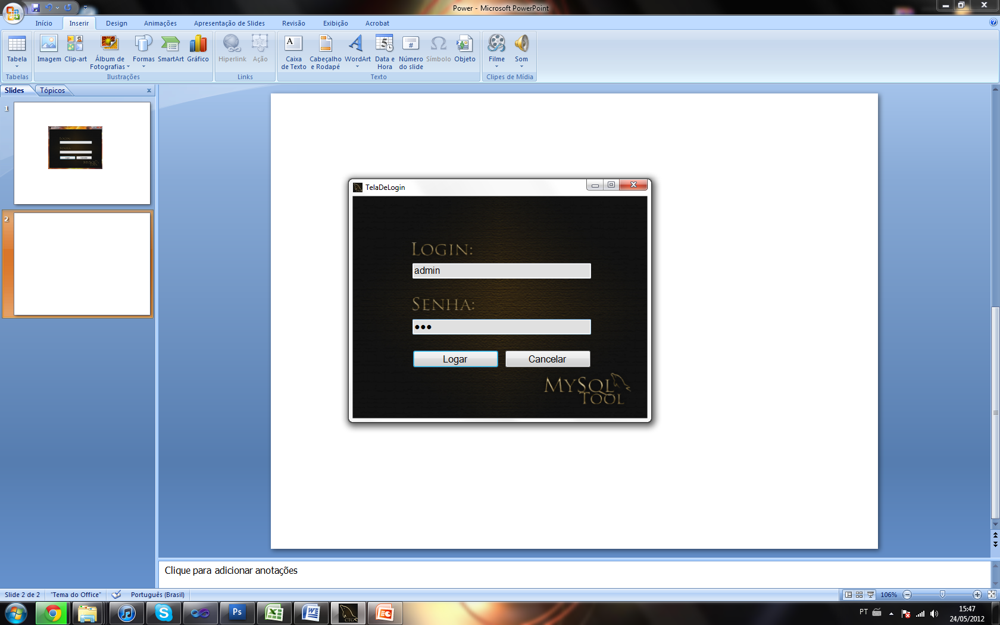 Power - Microsoft PowerPoint
Início Inserir Design Animações Apresentação de Slides Revisão Exibição Acrobat
Tabela Imagem Clip-art Álbum de Fotografias Formas SmartArt Gráfico Hiperlink Ação Caixa de Texto Cabeçalho e Rodapé WordArt Data e Hora Número do slide Símbolo Objeto Filme Som
Tabelas Ilustrações Links Texto Clipes de Mídia
Slides Tópicos
1
2
TelaDeLogin
LOGIN:
admin
SENHA:
Logar Cancelar
MYSQL
TOOL
Clique para adicionar anotações
Slide 2 de 2 "Tema do Office" Português (Brasil) 106%
Ps CTG PT 15:47
24/05/2012